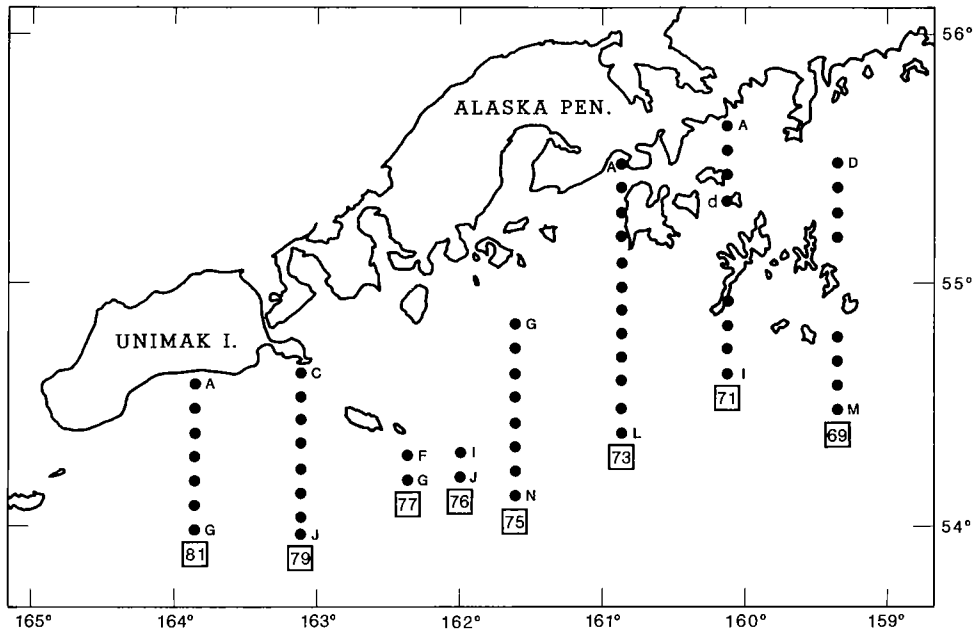 56°
ALASKA PEN.
A
A
D
d
55°
UNIMAK I.
G
C
I
A
71
M
L
69
73
F
I
G
J
77
76
N
75
G
J
54°
81
79
165°
164°
163°
162°
161°
160°
159°